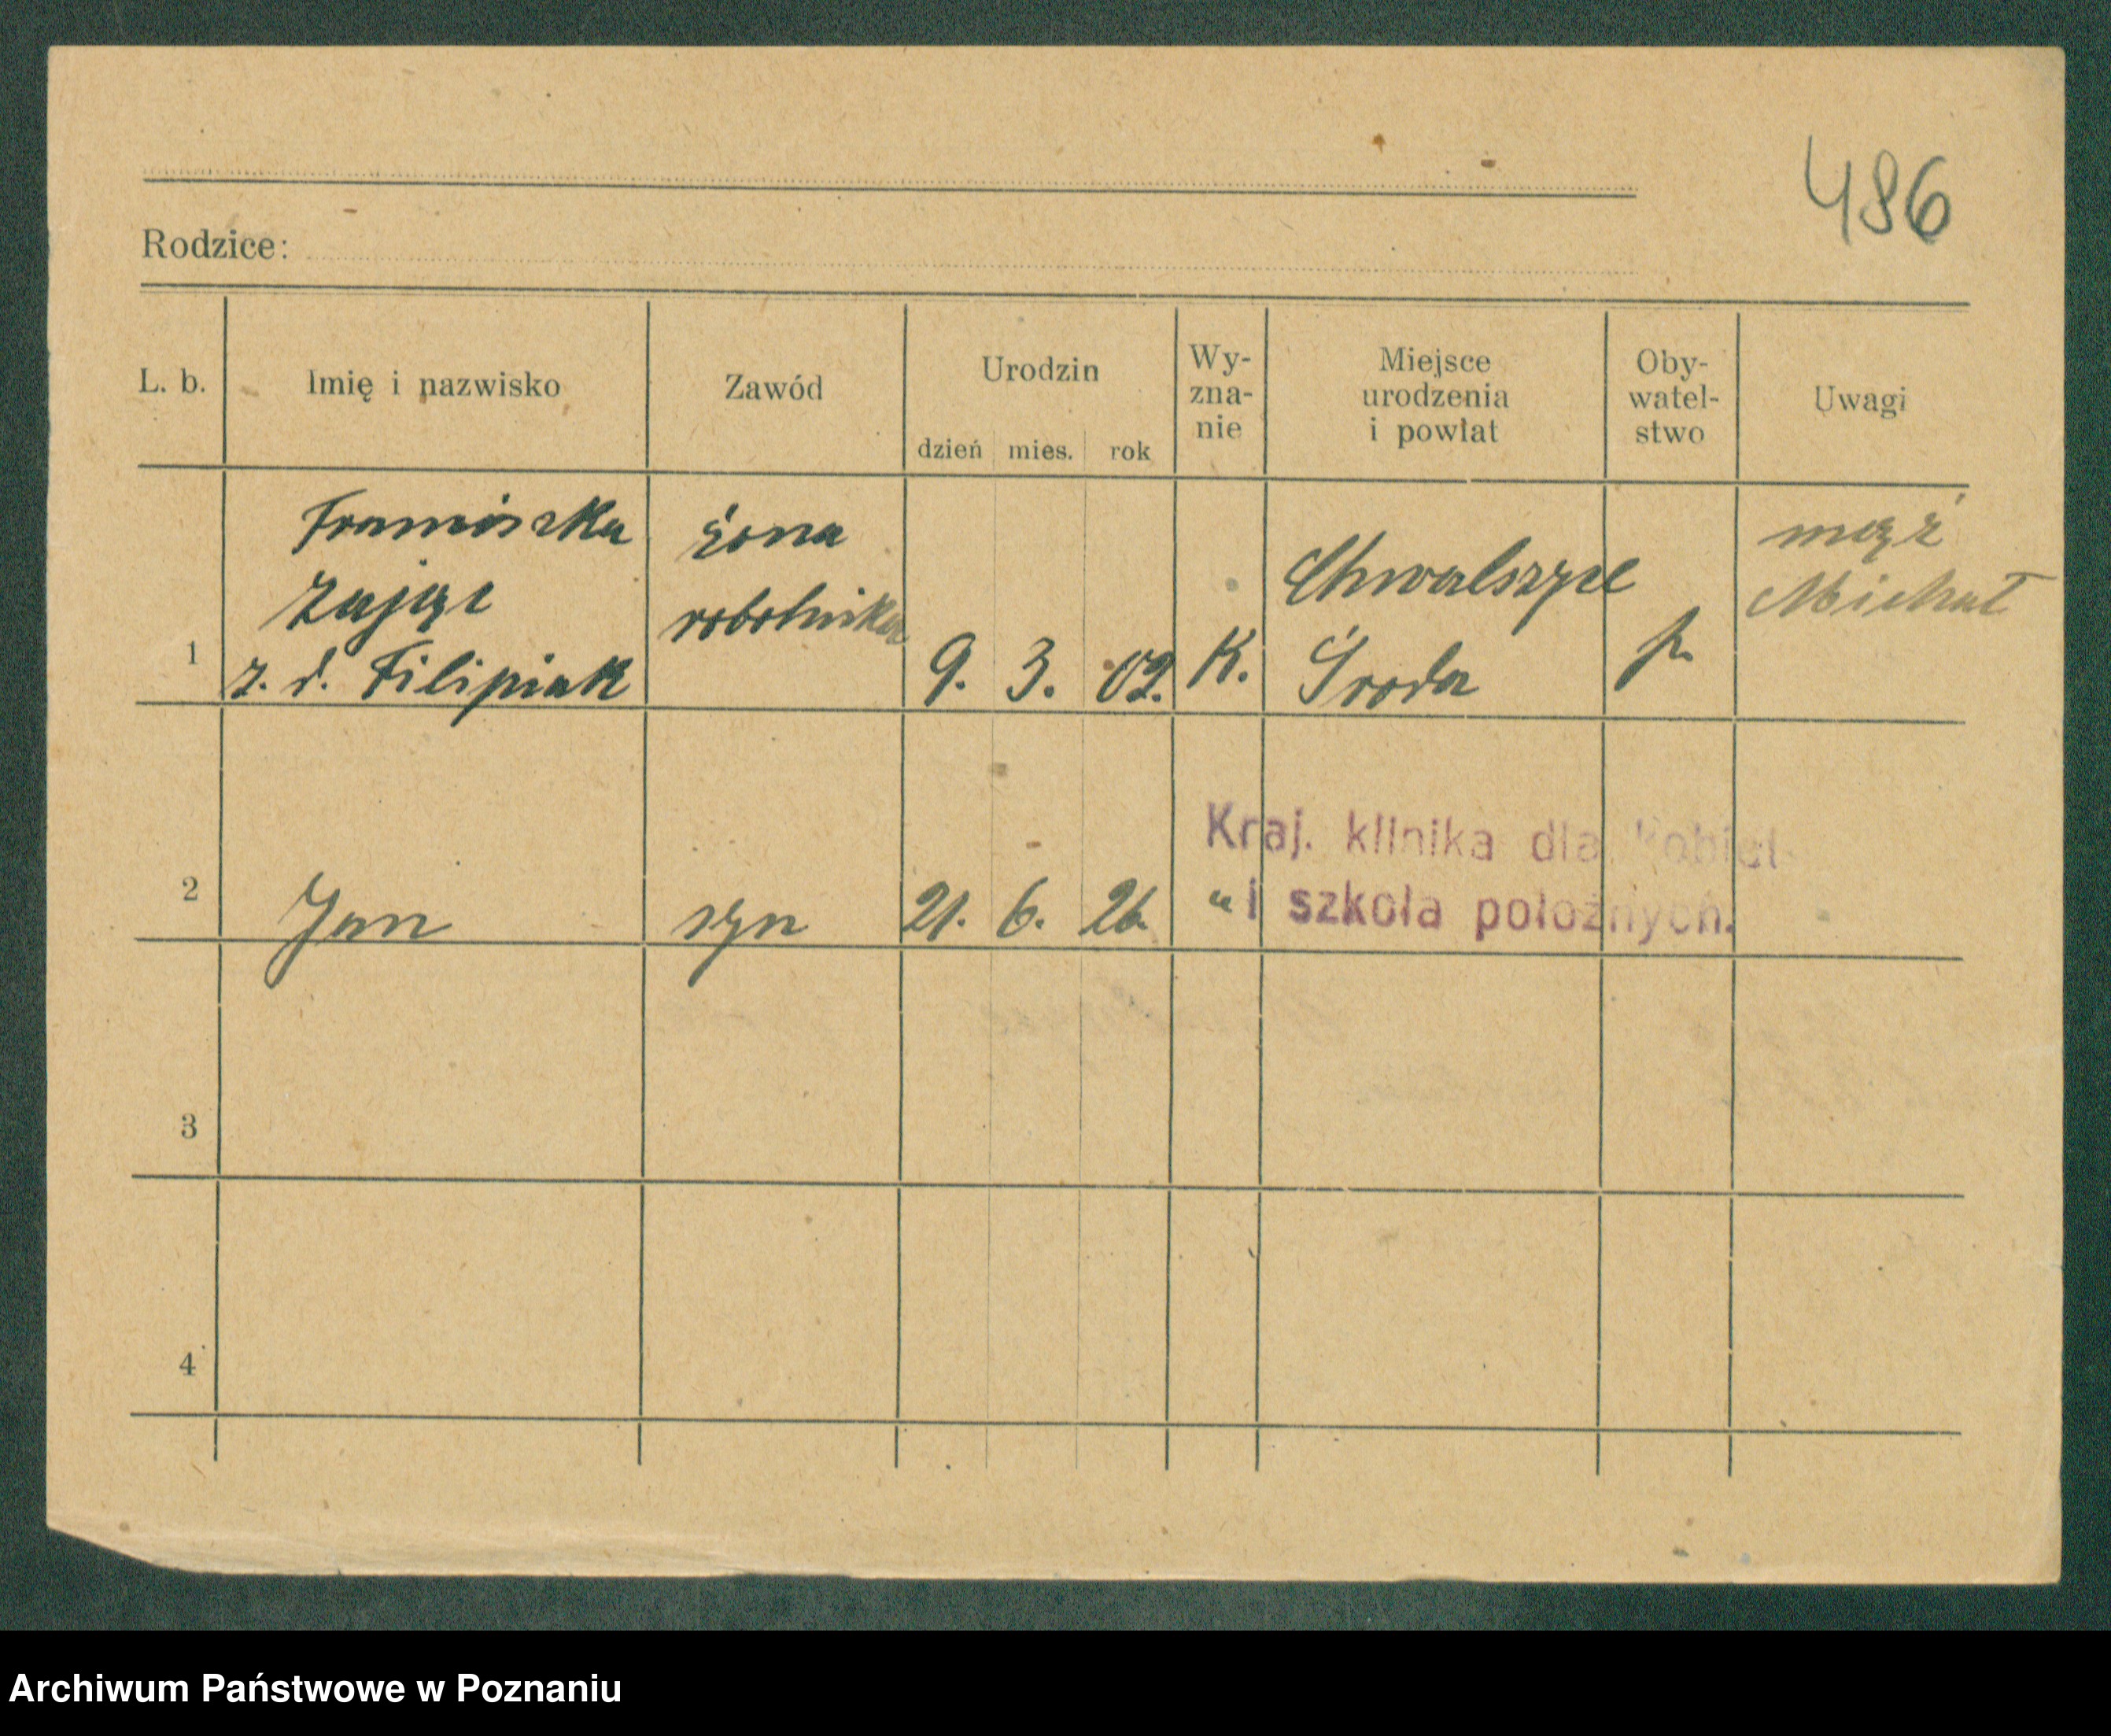 486
Rodzice:
L. b.
Imię i nazwisko
Zawód
Urodzin
dzień mies. rok
Wy-
zna-
nie
Miejsce
urodzenia
i powiat
Oby-
watel-
stwo
Uwagi
1
Franciszka
Zając
z. d. Filipiak
żona
robotnika
9. 3. 02.
K.
Chwalszyce
Środa
p.
mąż
Michał
2
Jan
syn
21. 6. 26.
"
Kraj. klinika dla kobiet
i szkoła położnych.
3
4
Archiwum Państwowe w Poznaniu